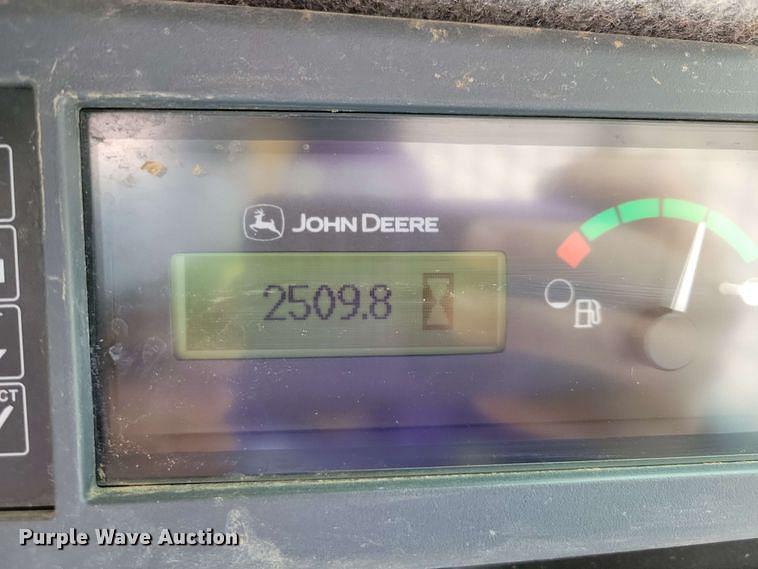 JOHN DEERE
2509.8
CT
Purple Wave Auction